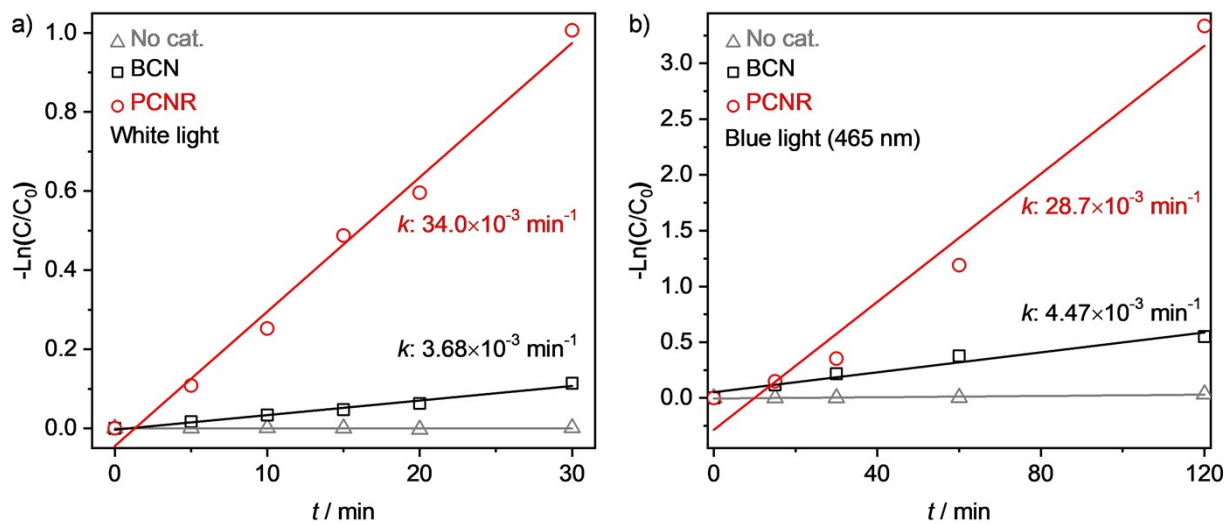 a)
No cat.
BCN
PCNR
White light
k: 34.0×10⁻³ min⁻¹
k: 3.68×10⁻³ min⁻¹
1.0
0.8
0.6
0.4
0.2
0.0
-Ln(C/C₀)
0 10 20 30
t / min
b)
No cat.
BCN
PCNR
Blue light (465 nm)
k: 28.7×10⁻³ min⁻¹
k: 4.47×10⁻³ min⁻¹
3.0
2.5
2.0
1.5
1.0
0.5
0.0
-Ln(C/C₀)
0 40 80 120
t / min